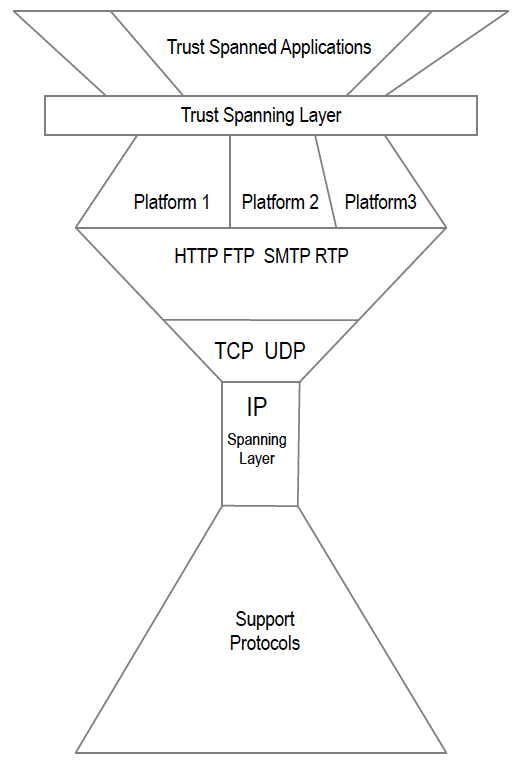 Trust Spanned Applications
Trust Spanning Layer
Platform 1 Platform 2 Platform3
HTTP FTP SMTP RTP
TCP UDP
IP
Spanning
Layer
Support
Protocols